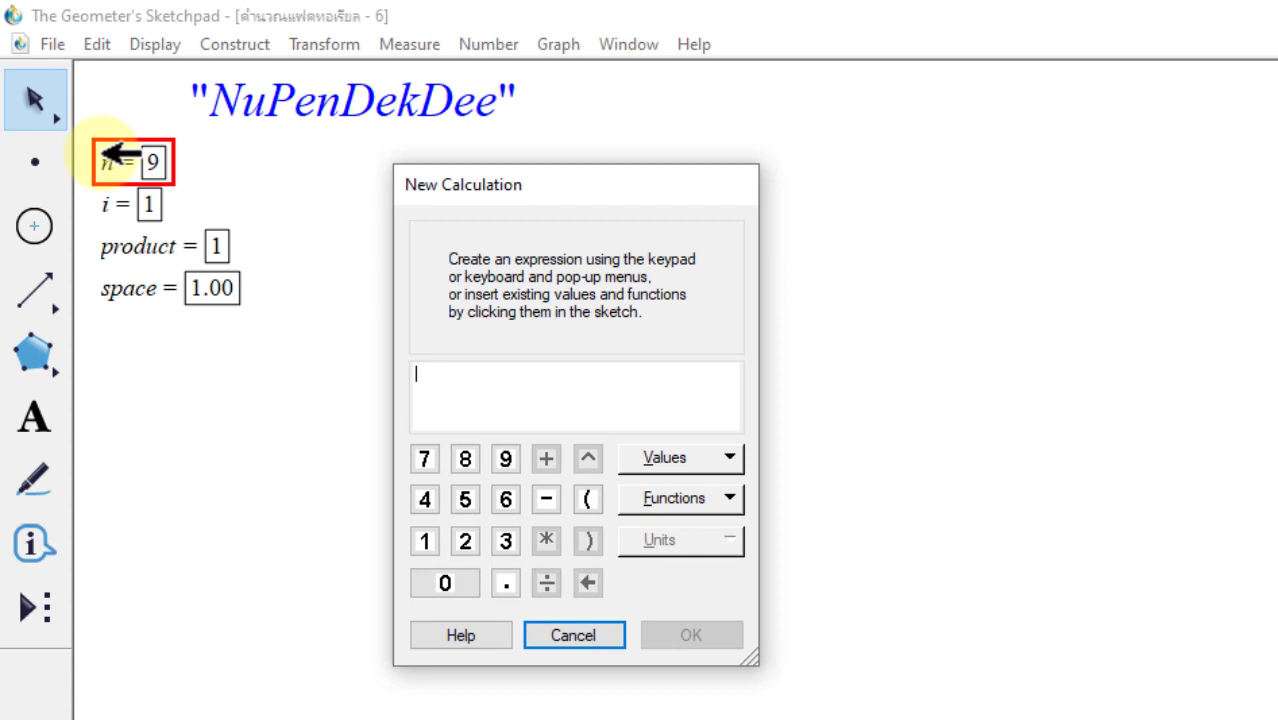 The Geometer's Sketchpad - [คำนวณแฟคทอเรียล - 6]
File Edit Display Construct Transform Measure Number Graph Window Help
"NuPenDekDee"
n = 9
i = 1
product = 1
space = 1.00
New Calculation
Create an expression using the keypad
or keyboard and pop-up menus,
or insert existing values and functions
by clicking them in the sketch.
7 8 9 + ^ Values
4 5 6 - ( Functions
1 2 3 * ) Units
0 . ÷
Help Cancel OK
A
i